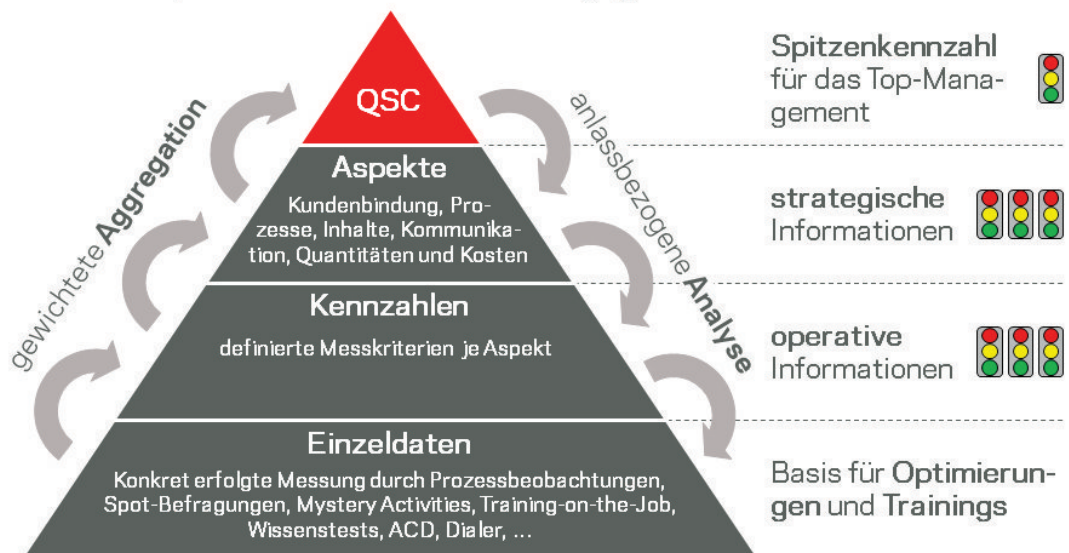 QSC
Aspekte
Kundenbindung, Pro-
zesse, Inhalte, Kommunika-
tion, Quantitäten und Kosten
Kennzahlen
definierte Messkriterien je Aspekt
Einzeldaten
Konkret erfolgte Messung durch Prozessbeobachtungen,
Spot-Befragungen, Mystery Activities, Training-on-the-Job,
Wissenstests, ACD, Dialer, ...
gewichtete Aggregation
anlassbezogene Analyse
Spitzenkennzahl
für das Top-Mana-
gement
strategische
Informationen
operative
Informationen
Basis für Optimierun-
gen und Trainings